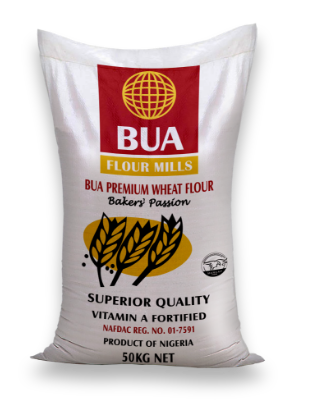 BUA
FLOUR MILLS
BUA PREMIUM WHEAT FLOUR
Bakers' Passion
SUPERIOR QUALITY
VITAMIN A FORTIFIED
NAFDAC REG. NO. 01-7591
PRODUCT OF NIGERIA
50KG NET